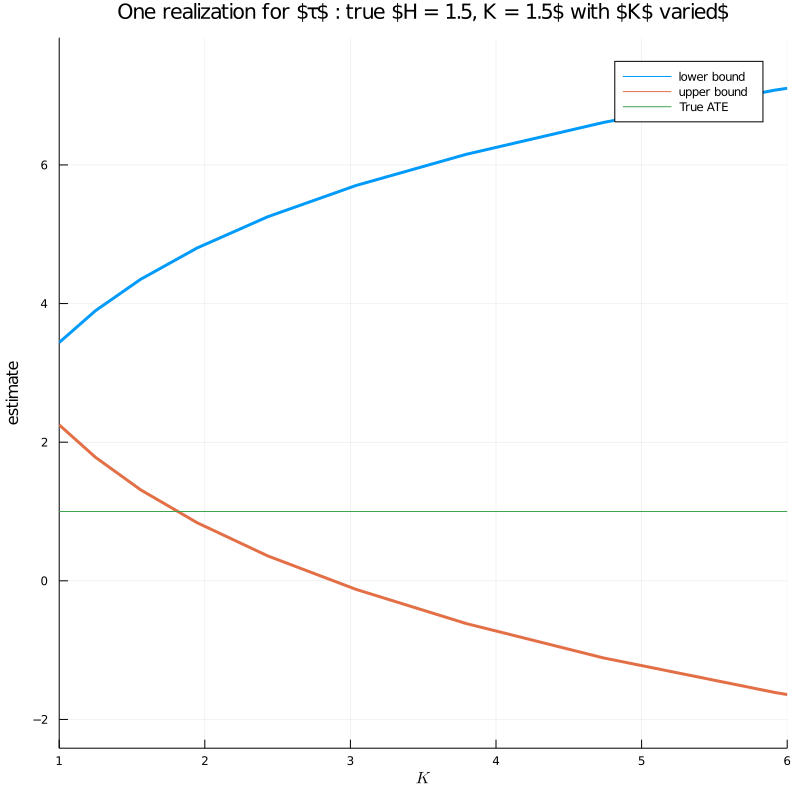 One realization for $τ$ : true $H = 1.5, K = 1.5$ with $K$ varied$
lower bound
upper bound
True ATE
6
4
2
0
−2
estimate
1 2 3 4 5 6
K